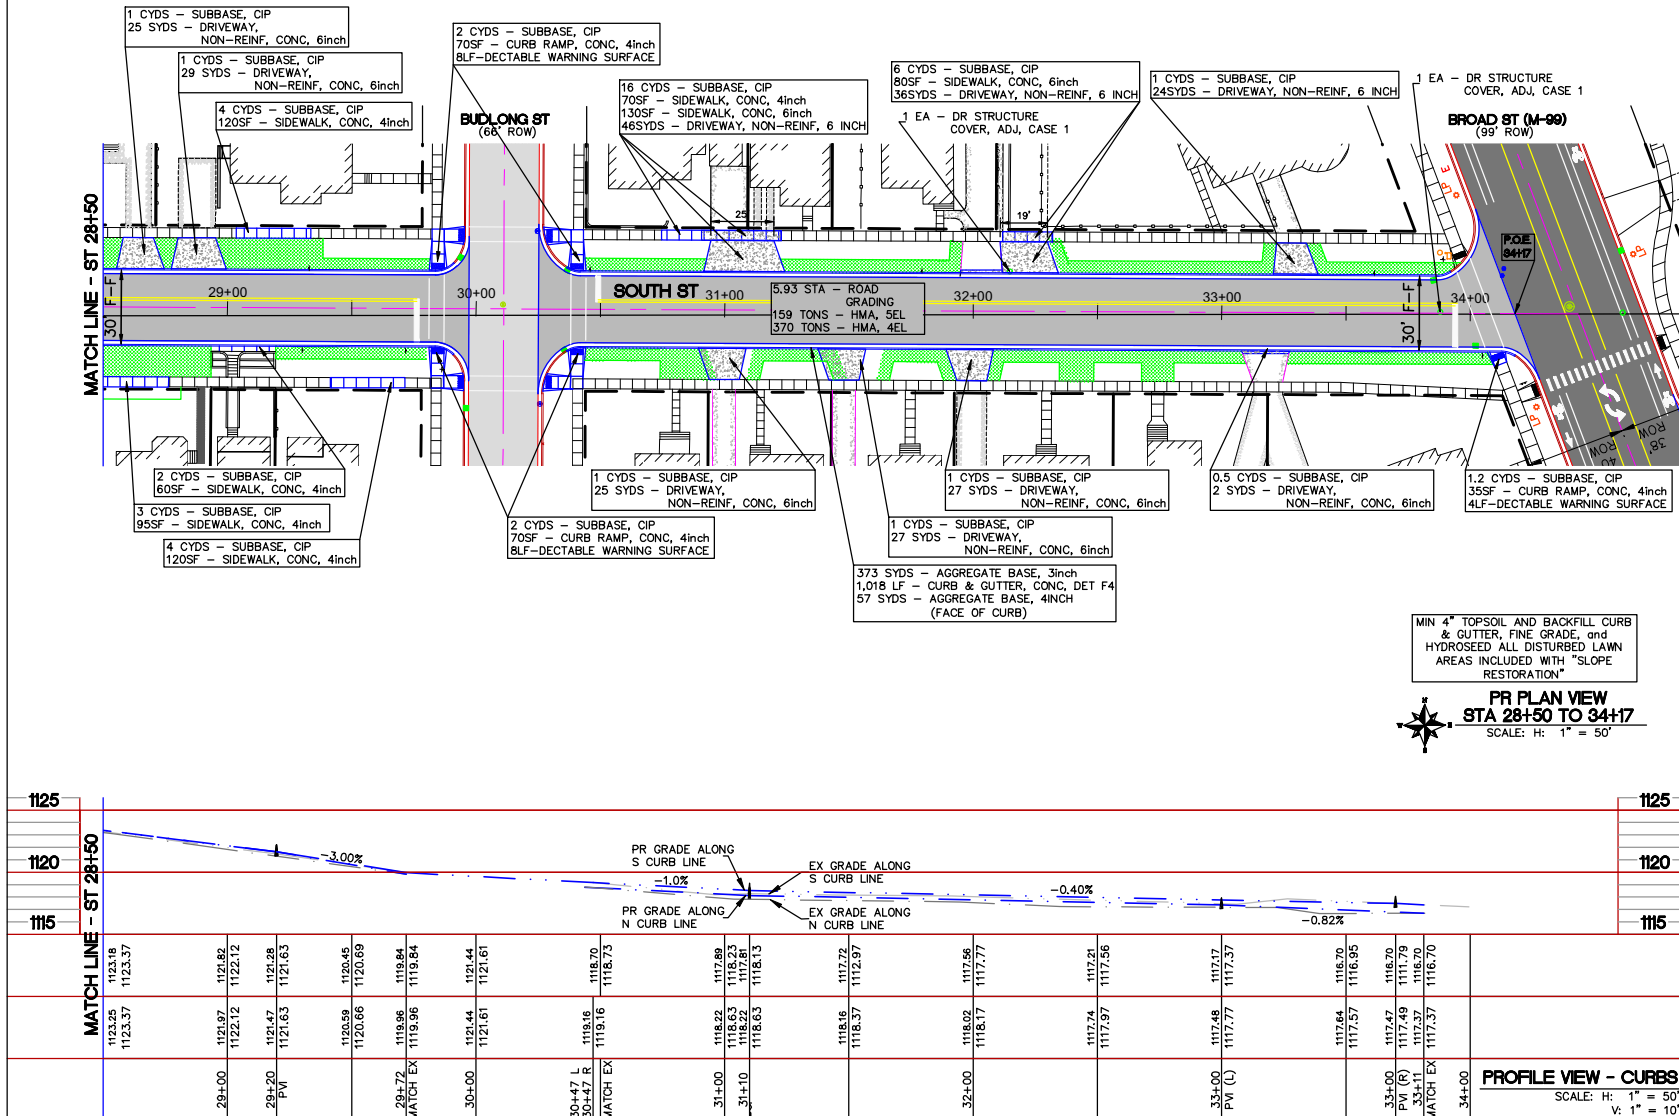 1 CYDS - SUBBASE, CIP
25 SYDS - DRIVEWAY,
NON-REINF, CONC, 6inch
1 CYDS - SUBBASE, CIP
29 SYDS - DRIVEWAY,
NON-REINF, CONC, 6inch
4 CYDS - SUBBASE, CIP
120SF - SIDEWALK, CONC, 4inch
2 CYDS - SUBBASE, CIP
70SF - CURB RAMP, CONC, 4inch
8LF-DECTABLE WARNING SURFACE
BUDLONG ST
(66' ROW)
16 CYDS - SUBBASE, CIP
70SF - SIDEWALK, CONC, 4inch
130SF - SIDEWALK, CONC, 6inch
46SYDS - DRIVEWAY, NON-REINF, 6 INCH
6 CYDS - SUBBASE, CIP
80SF - SIDEWALK, CONC, 6inch
36SYDS - DRIVEWAY, NON-REINF, 6 INCH
1 EA - DR STRUCTURE
COVER, ADJ, CASE 1
1 CYDS - SUBBASE, CIP
24SYDS - DRIVEWAY, NON-REINF, 6 INCH
1 EA - DR STRUCTURE
COVER, ADJ, CASE 1
BROAD ST (M-99)
(99' ROW)
MATCH LINE - ST 28+50
30' F-F
29+00
30+00
SOUTH ST
31+00
25'
19'
5.93 STA - ROAD
GRADING
159 TONS - HMA, 5EL
370 TONS - HMA, 4EL
32+00
33+00
34+00
30' F-F
P.O.E.
34+17
LP
E
LP
LP
38'
ROW
40
ROW
2 CYDS - SUBBASE, CIP
60SF - SIDEWALK, CONC, 4inch
3 CYDS - SUBBASE, CIP
95SF - SIDEWALK, CONC, 4inch
4 CYDS - SUBBASE, CIP
120SF - SIDEWALK, CONC, 4inch
2 CYDS - SUBBASE, CIP
70SF - CURB RAMP, CONC, 4inch
8LF-DECTABLE WARNING SURFACE
1 CYDS - SUBBASE, CIP
25 SYDS - DRIVEWAY,
NON-REINF, CONC, 6inch
1 CYDS - SUBBASE, CIP
27 SYDS - DRIVEWAY,
NON-REINF, CONC, 6inch
1 CYDS - SUBBASE, CIP
27 SYDS - DRIVEWAY,
NON-REINF, CONC, 6inch
0.5 CYDS - SUBBASE, CIP
2 SYDS - DRIVEWAY,
NON-REINF, CONC, 6inch
1.2 CYDS - SUBBASE, CIP
35SF - CURB RAMP, CONC, 4inch
4LF-DECTABLE WARNING SURFACE
373 SYDS - AGGREGATE BASE, 3inch
1,018 LF - CURB & GUTTER, CONC, DET F4
57 SYDS - AGGREGATE BASE, 4INCH
(FACE OF CURB)
MIN 4" TOPSOIL AND BACKFILL CURB
& GUTTER, FINE GRADE, and
HYDROSEED ALL DISTURBED LAWN
AREAS INCLUDED WITH "SLOPE
RESTORATION"
PR PLAN VIEW
STA 28+50 TO 34+17
SCALE: H: 1" = 50'
1125
1120
1115
1125
1120
1115
MATCH LINE - ST 28+50
-3.00%
-1.0%
-0.40%
-0.82%
PR GRADE ALONG
S CURB LINE
EX GRADE ALONG
S CURB LINE
PR GRADE ALONG
N CURB LINE
EX GRADE ALONG
N CURB LINE
1123.18
1123.37
1121.82
1122.12
1121.28
1121.63
1120.45
1120.69
1119.84
1119.84
1121.44
1121.61
1118.70
1118.73
1117.89
1118.23
1117.81
1118.13
1117.72
1112.97
1117.56
1117.77
1117.21
1117.56
1117.17
1117.37
1116.70
1116.95
1116.70
1111.79
1116.70
1116.70
1123.25
1123.37
1121.97
1122.12
1121.47
1121.63
1120.59
1120.66
1119.96
1119.96
1121.44
1121.61
1119.16
1119.16
1118.22
1118.63
1118.22
1118.63
1118.16
1118.37
1118.02
1118.17
1117.74
1117.97
1117.48
1117.77
1117.64
1117.57
1117.47
1117.49
1117.37
1117.37
29+00
29+20
PVI
29+72
MATCH EX
30+00
30+47 L
30+47 R
MATCH EX
31+00
31+10
32+00
33+00
PVI (L)
33+00
PVI (R)
33+11
MATCH EX
34+00
PROFILE VIEW - CURBS
SCALE: H: 1" = 50'
V: 1" = 10'